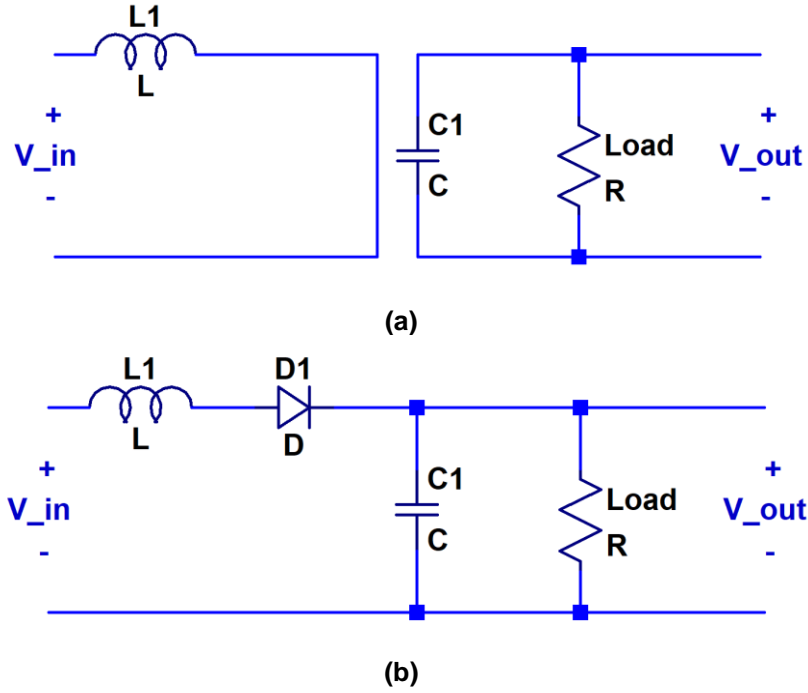 L1
L
+
V_in
-
C1
C
Load
R
+
V_out
-
(a)
L1
L
D1
D
+
V_in
-
C1
C
Load
R
+
V_out
-
(b)